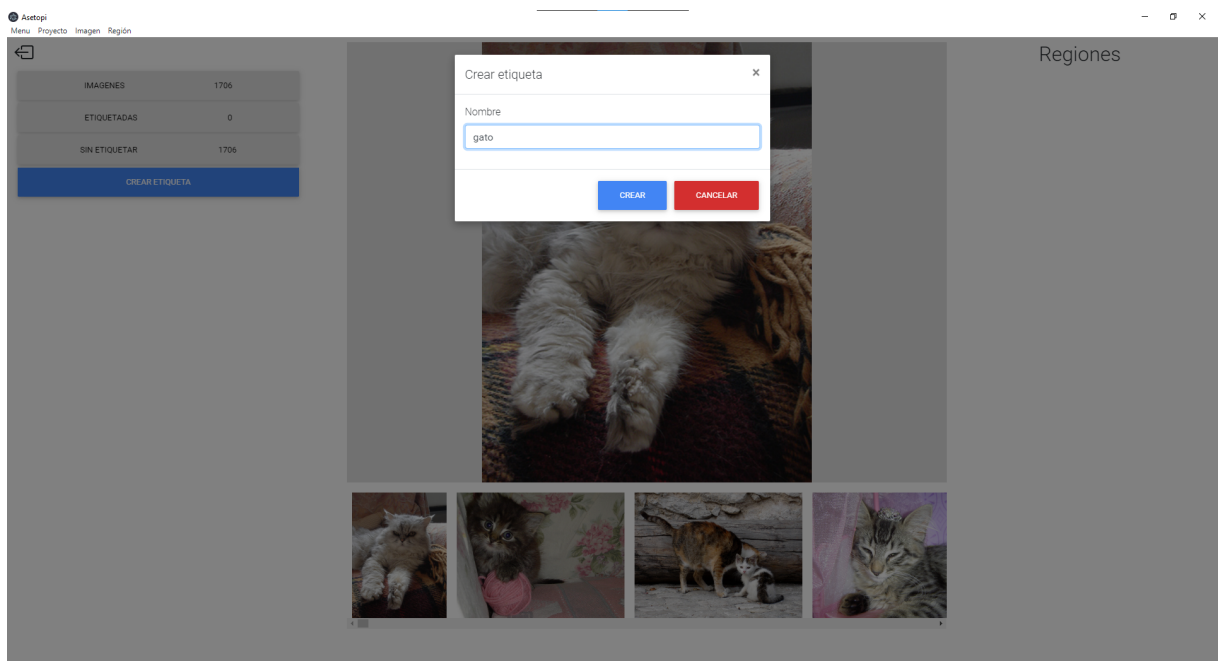 Asetopi
Menu Proyecto Imagen Región
IMAGENES 1706
ETIQUETADAS 0
SIN ETIQUETAR 1706
CREAR ETIQUETA
Crear etiqueta ×
Nombre
gato
CREAR CANCELAR
Regiones